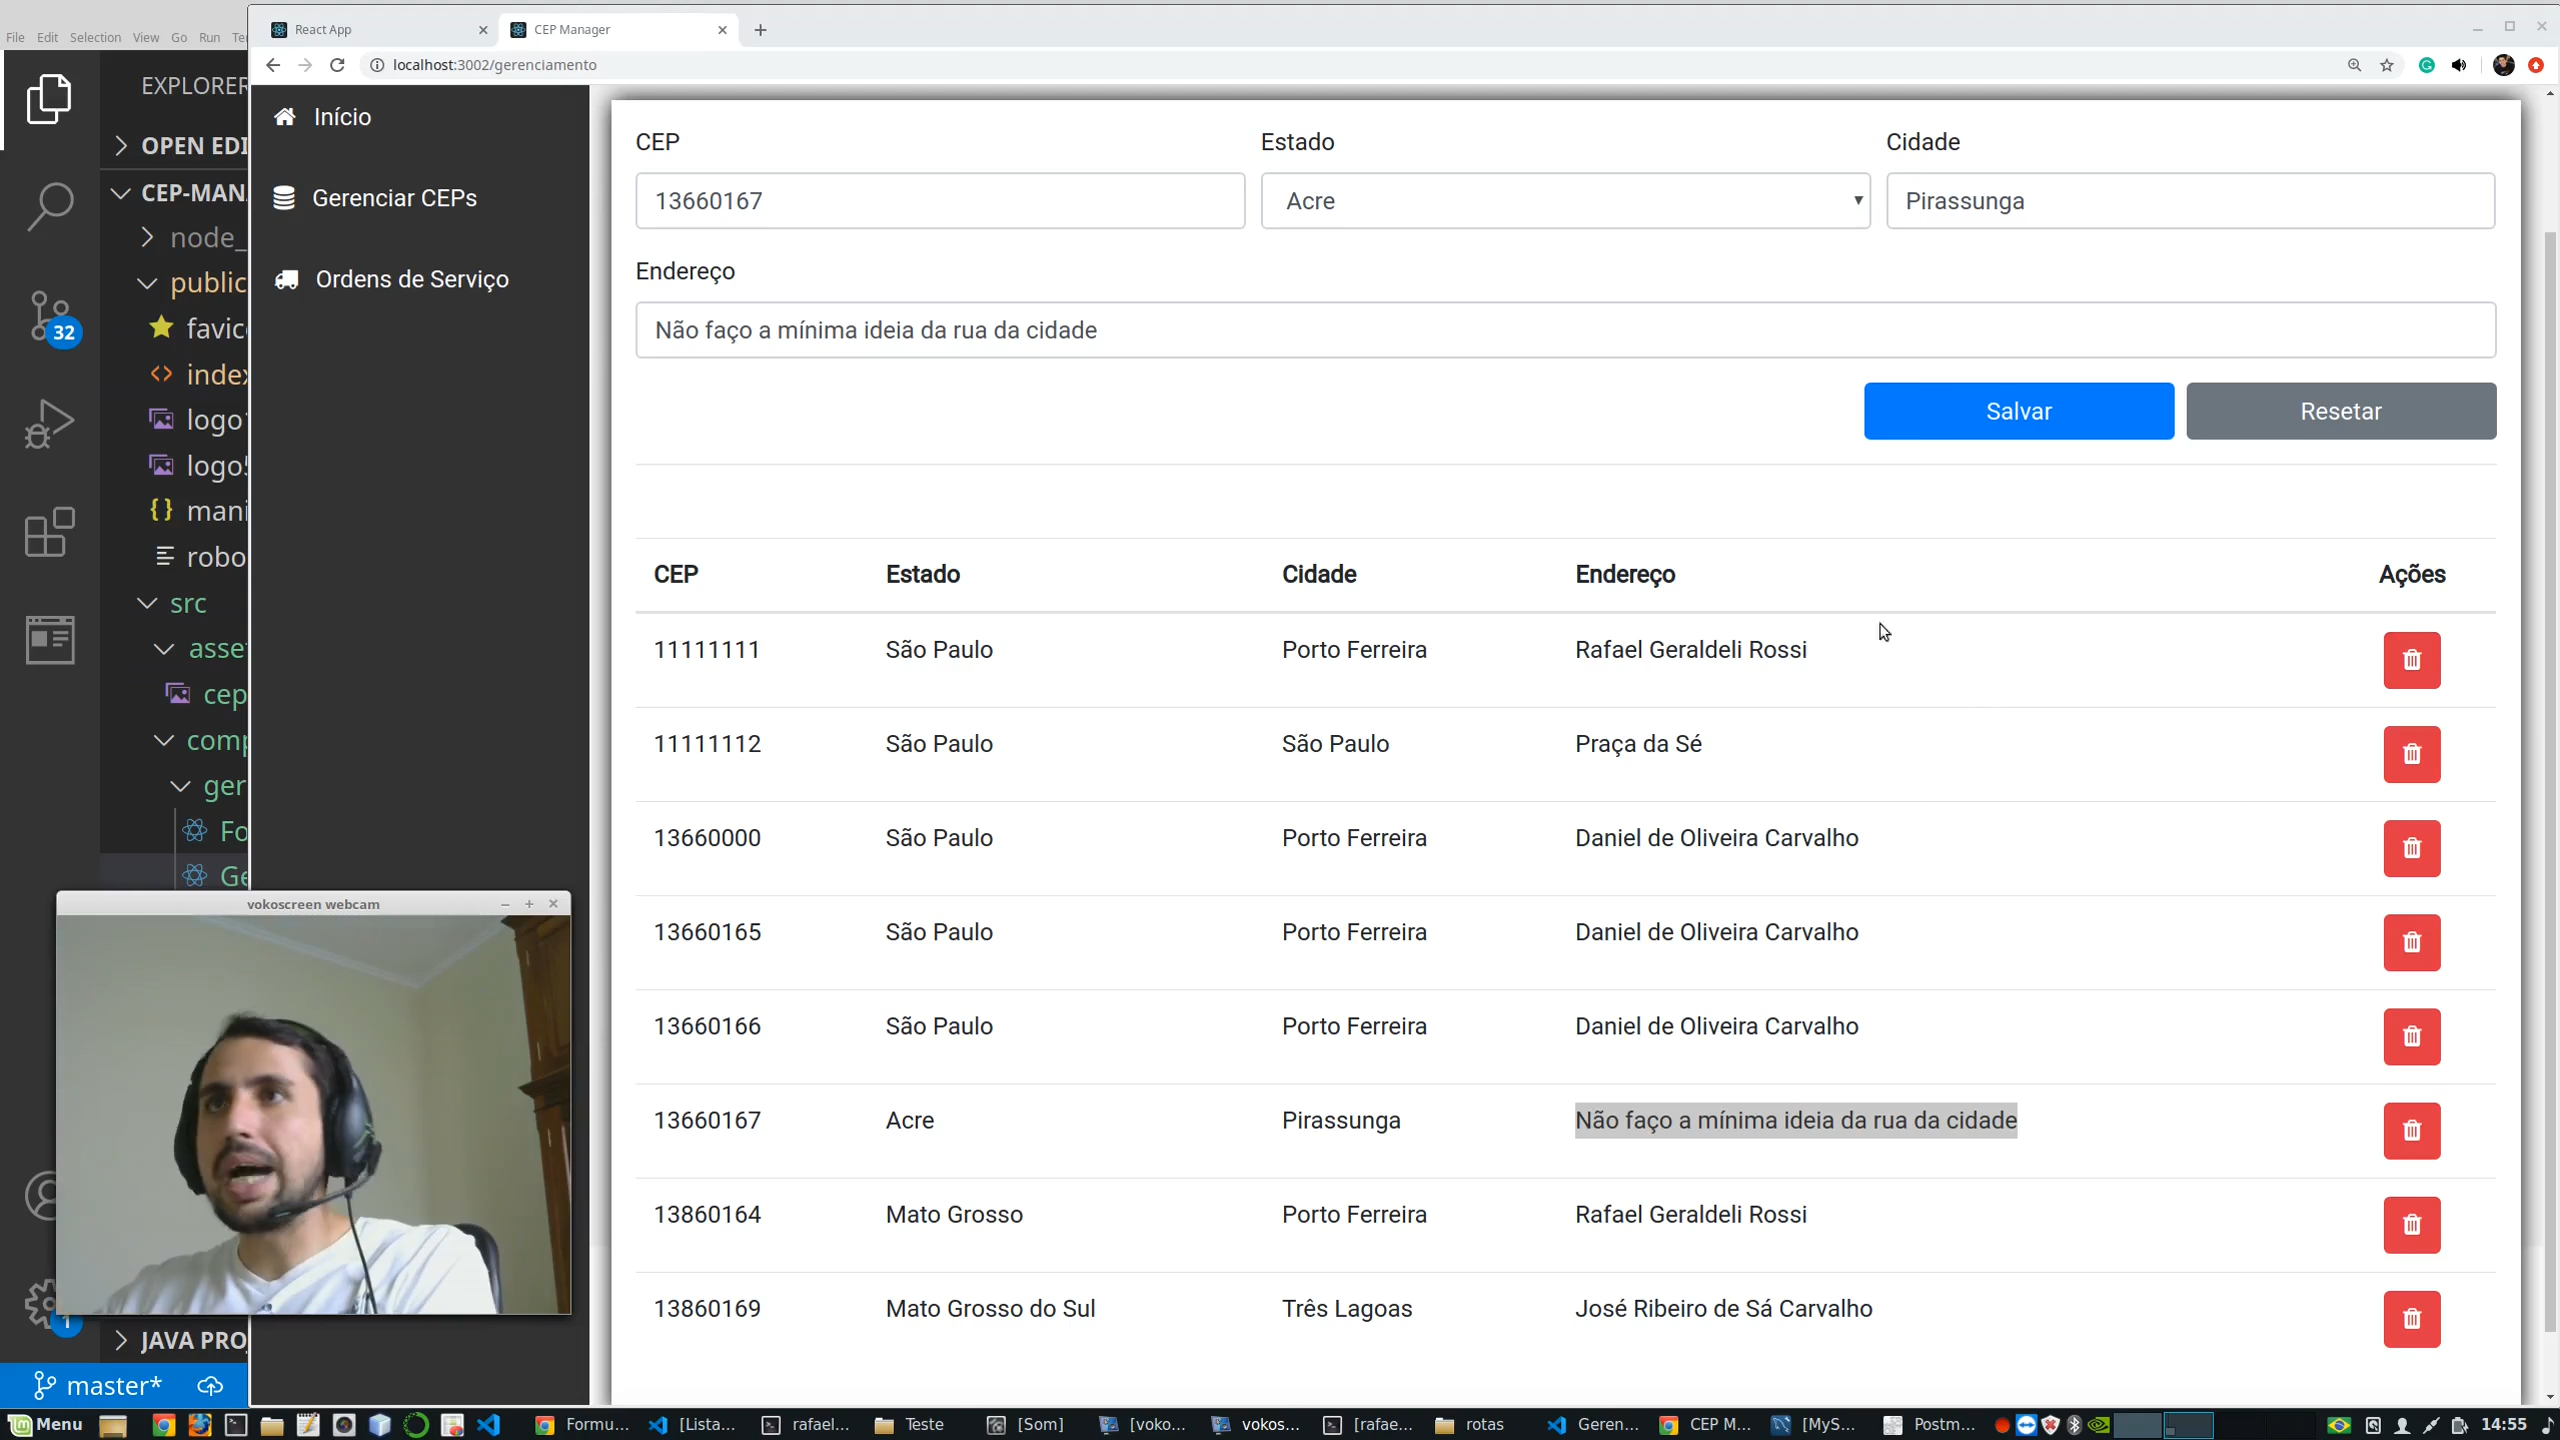 React App
CEP Manager
File Edit Selection View Go Run
localhost:3002/gerenciamento
EXPLORER
OPEN EDI
CEP-MAN
node_
public
favic
index
logo
logo
mani
robo
src
asse
cep
comp
ger
Fo
Ge
JAVA PRO
32
1
master*
Início
Gerenciar CEPs
Ordens de Serviço
CEP Estado Cidade
13660167 Acre Pirassunga
Endereço
Não faço a mínima ideia da rua da cidade
Salvar Resetar
CEP Estado Cidade Endereço Ações
11111111 São Paulo Porto Ferreira Rafael Geraldeli Rossi
11111112 São Paulo São Paulo Praça da Sé
13660000 São Paulo Porto Ferreira Daniel de Oliveira Carvalho
13660165 São Paulo Porto Ferreira Daniel de Oliveira Carvalho
13660166 São Paulo Porto Ferreira Daniel de Oliveira Carvalho
13660167 Acre Pirassunga Não faço a mínima ideia da rua da cidade
13860164 Mato Grosso Porto Ferreira Rafael Geraldeli Rossi
13860169 Mato Grosso do Sul Três Lagoas José Ribeiro de Sá Carvalho
vokoscreen webcam
Menu Formu... [Lista... rafael... Teste [Som] [voko... vokos... [rafae... rotas Geren... CEP M... [MyS... Postm... 14:55